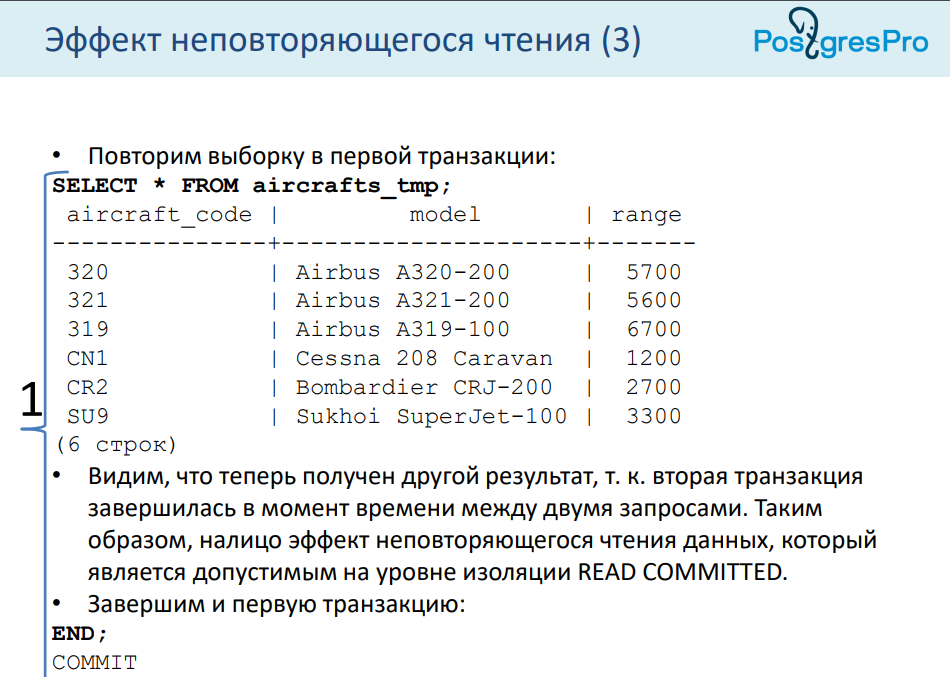 Эффект неповторяющегося чтения (3)
PostgresPro
• Повторим выборку в первой транзакции:
SELECT * FROM aircrafts_tmp;
 aircraft_code |        model        | range
---------------+---------------------+-------
 320           | Airbus A320-200     |  5700
 321           | Airbus A321-200     |  5600
 319           | Airbus A319-100     |  6700
 CN1           | Cessna 208 Caravan  |  1200
 CR2           | Bombardier CRJ-200  |  2700
 SU9           | Sukhoi SuperJet-100 |  3300
(6 строк)
1
• Видим, что теперь получен другой результат, т. к. вторая транзакция
завершилась в момент времени между двумя запросами. Таким
образом, налицо эффект неповторяющегося чтения данных, который
является допустимым на уровне изоляции READ COMMITTED.
• Завершим и первую транзакцию:
END;
COMMIT